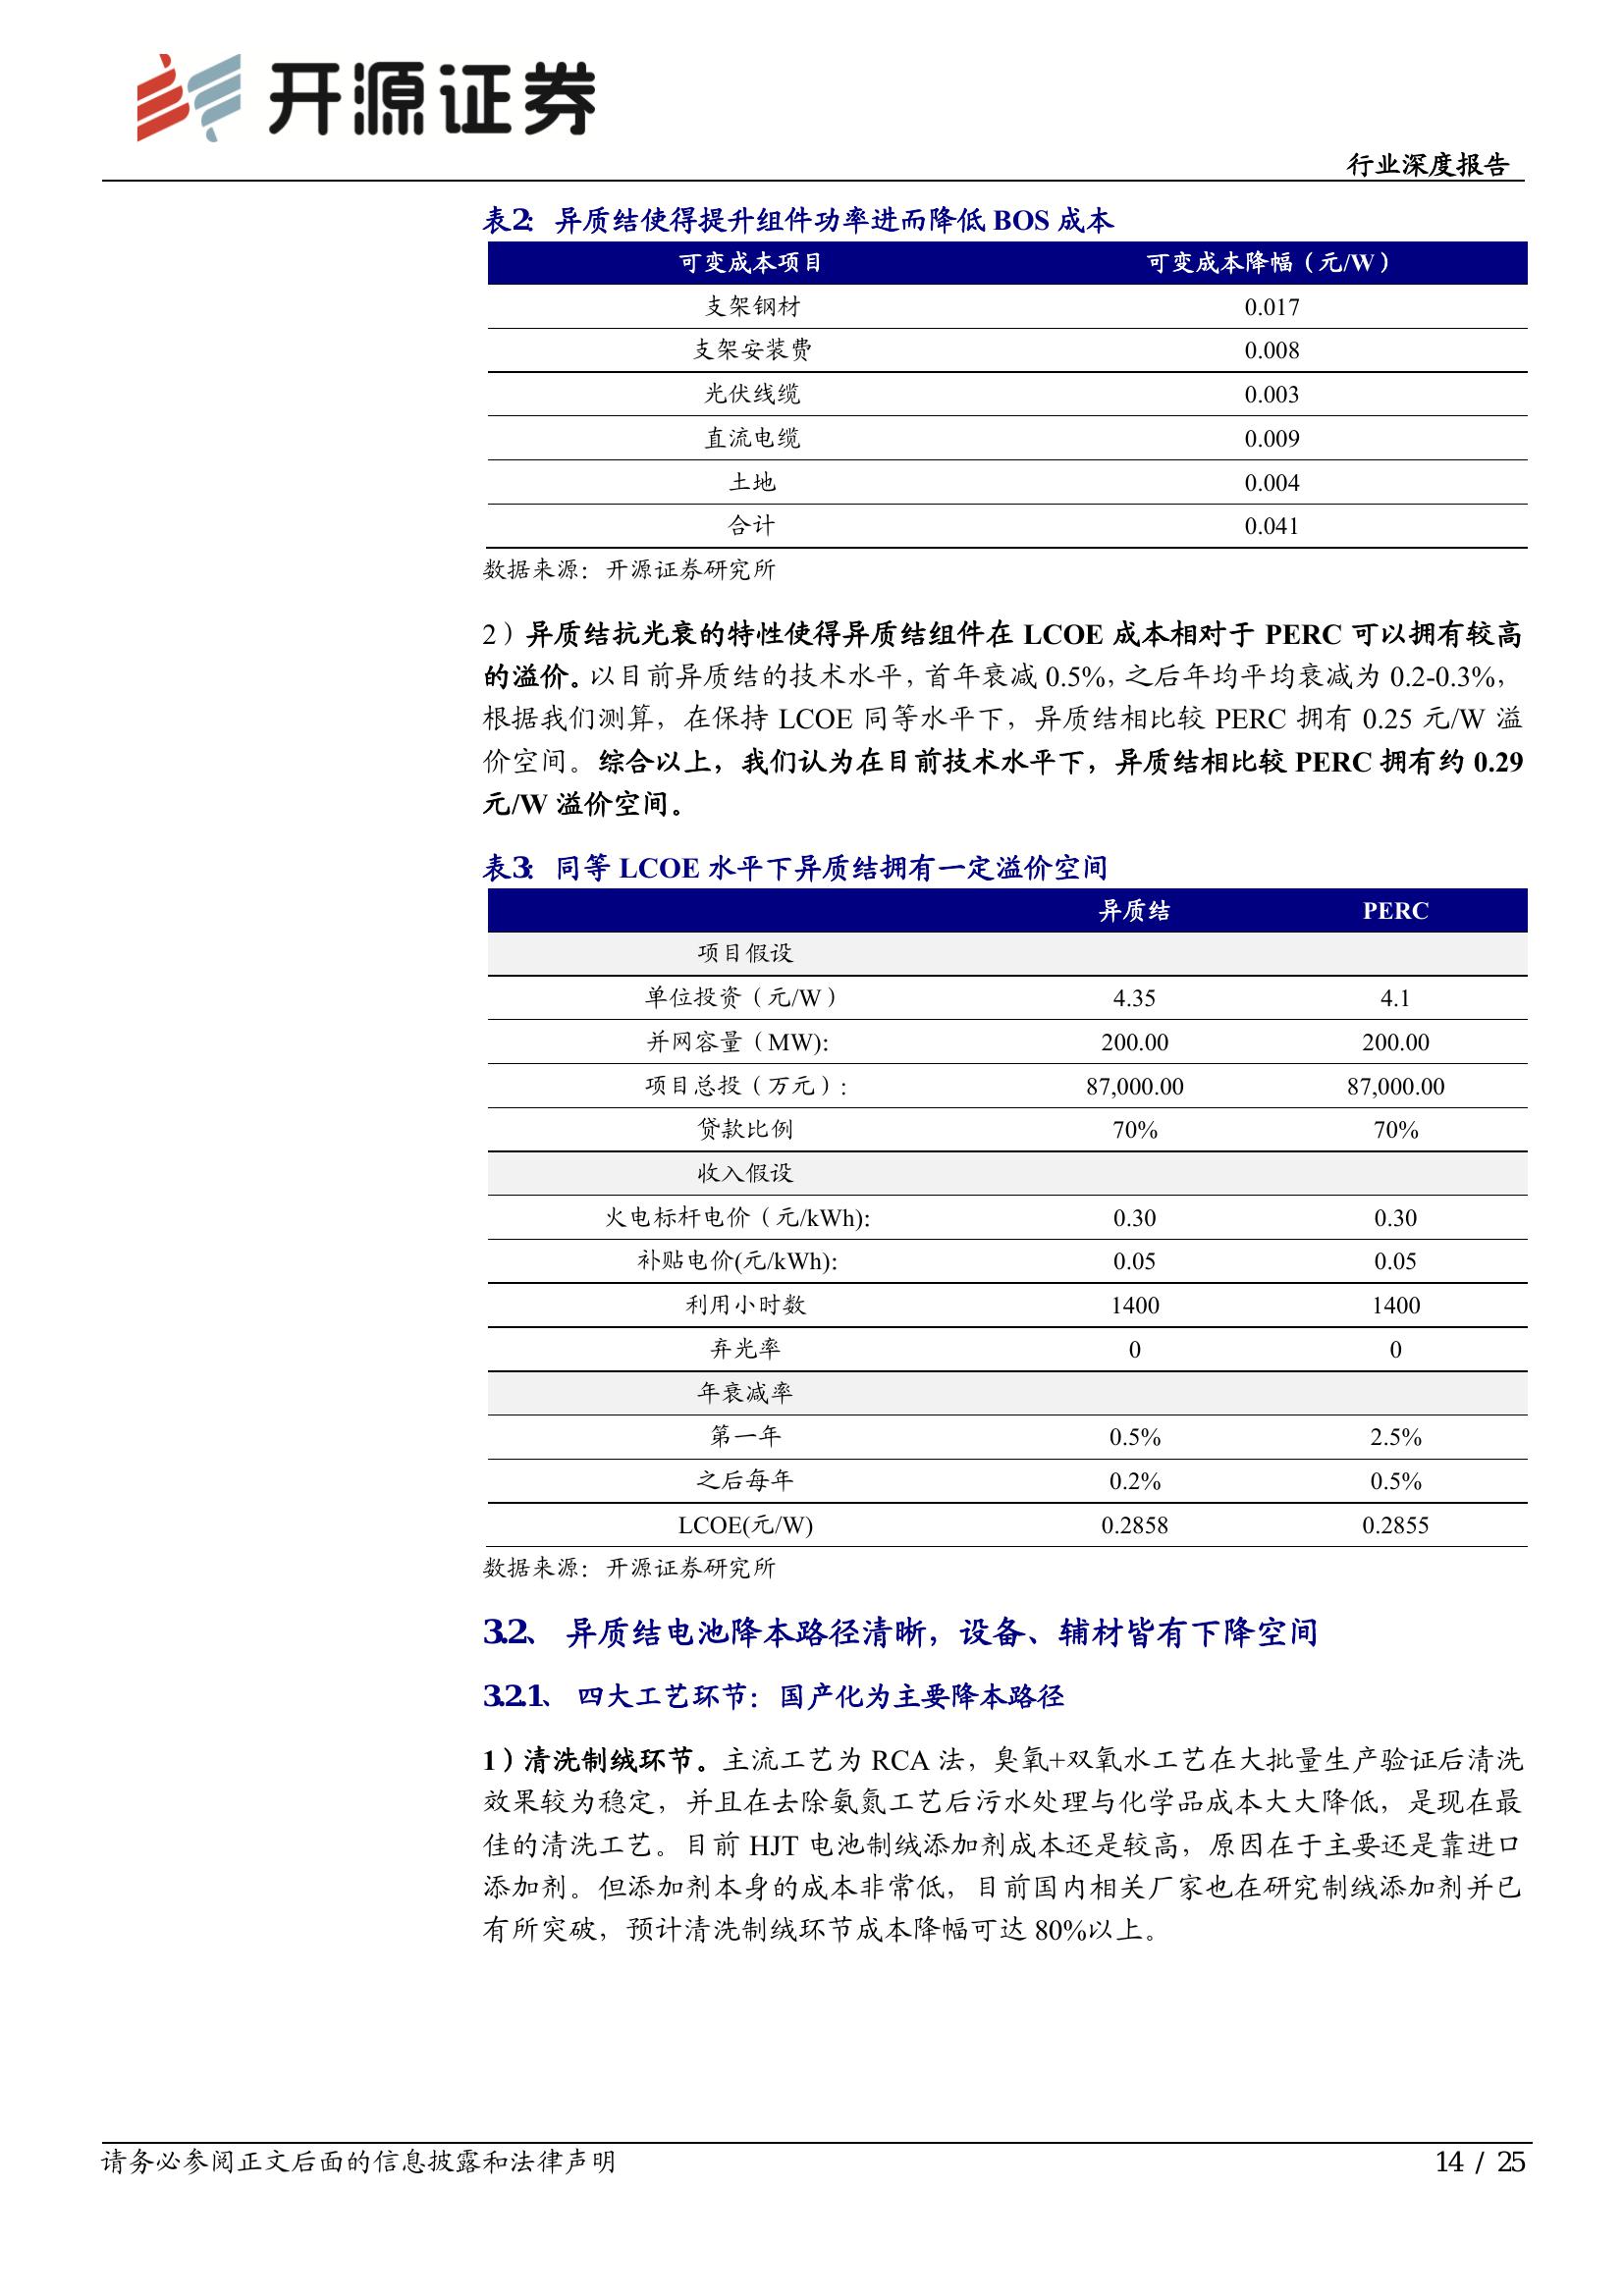 开源证券
行业深度报告
表2: 异质结使得提升组件功率进而降低 BOS 成本
可变成本项目 可变成本降幅（元/W）
支架钢材 0.017
支架安装费 0.008
光伏线缆 0.003
直流电缆 0.009
土地 0.004
合计 0.041
数据来源：开源证券研究所
2）异质结抗光衰的特性使得异质结组件在 LCOE 成本相对于 PERC 可以拥有较高
的溢价。以目前异质结的技术水平，首年衰减 0.5%，之后年均平均衰减为 0.2-0.3%，
根据我们测算，在保持 LCOE 同等水平下，异质结相比较 PERC 拥有 0.25 元/W 溢
价空间。综合以上，我们认为在目前技术水平下，异质结相比较 PERC 拥有约 0.29
元/W 溢价空间。
表3: 同等 LCOE 水平下异质结拥有一定溢价空间
异质结 PERC
项目假设
单位投资（元/W） 4.35 4.1
并网容量（MW): 200.00 200.00
项目总投（万元）: 87,000.00 87,000.00
贷款比例 70% 70%
收入假设
火电标杆电价（元/kWh): 0.30 0.30
补贴电价(元/kWh): 0.05 0.05
利用小时数 1400 1400
弃光率 0 0
年衰减率
第一年 0.5% 2.5%
之后每年 0.2% 0.5%
LCOE(元/W) 0.2858 0.2855
数据来源：开源证券研究所
3.2、 异质结电池降本路径清晰，设备、辅材皆有下降空间
3.2.1、 四大工艺环节：国产化为主要降本路径
1）清洗制绒环节。主流工艺为 RCA 法，臭氧+双氧水工艺在大批量生产验证后清洗
效果较为稳定，并且在去除氨氮工艺后污水处理与化学品成本大大降低，是现在最
佳的清洗工艺。目前 HJT 电池制绒添加剂成本还是较高，原因在于主要还是靠进口
添加剂。但添加剂本身的成本非常低，目前国内相关厂家也在研究制绒添加剂并已
有所突破，预计清洗制绒环节成本降幅可达 80%以上。
请务必参阅正文后面的信息披露和法律声明 14 / 25